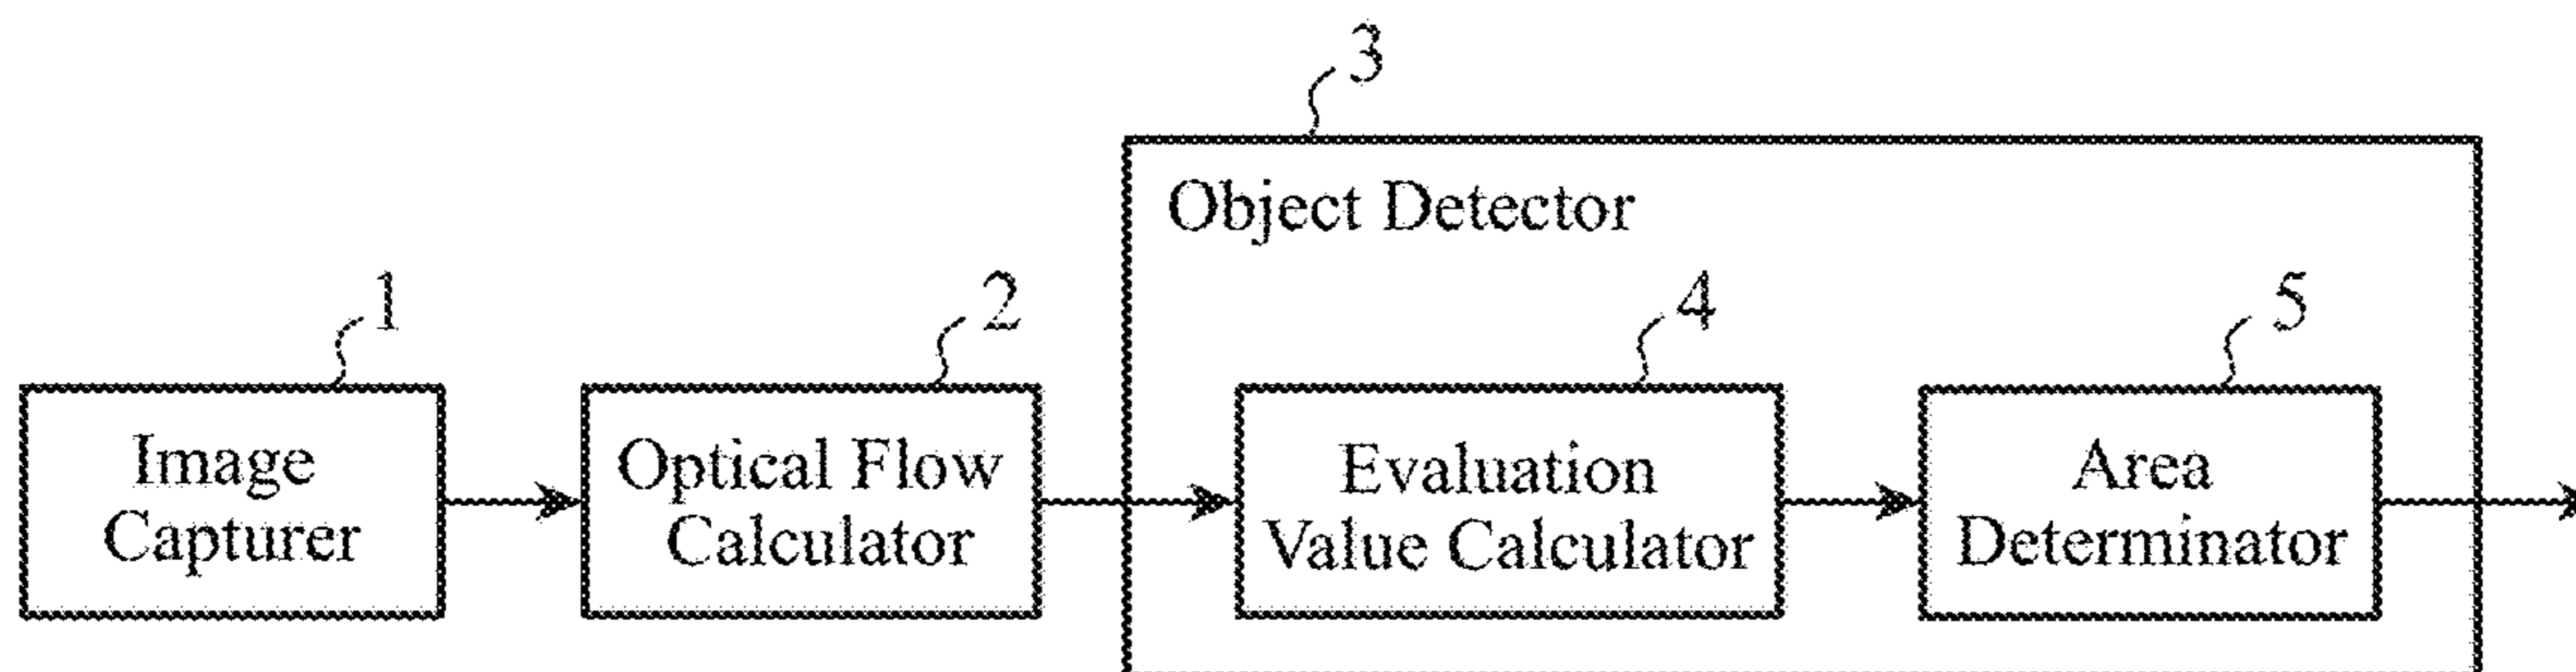 3
Object Detector
1
2
4
5
Image
Capturer
Optical Flow
Calculator
Evaluation
Value Calculator
Area
Determinator